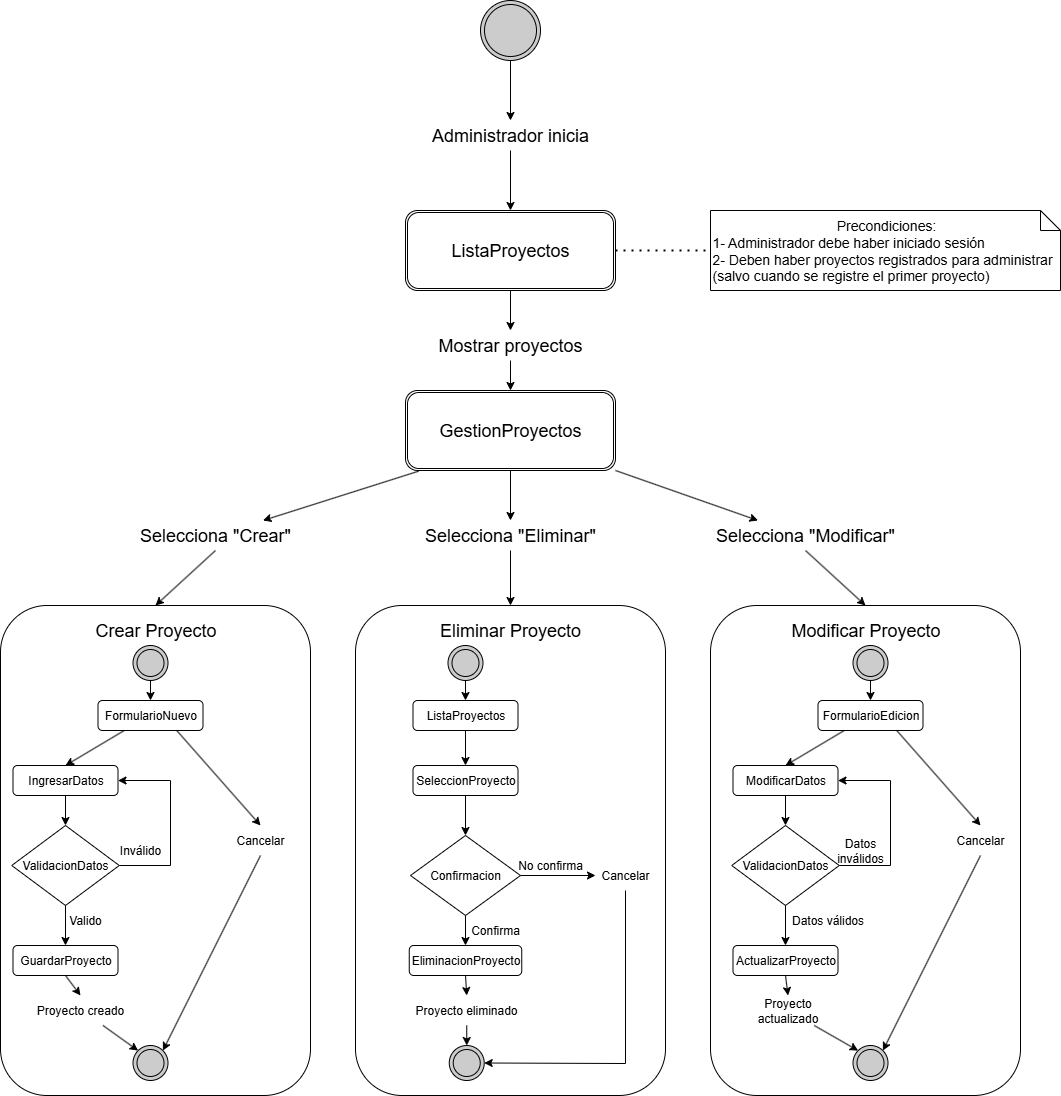 Administrador inicia
ListaProyectos
Precondiciones:
1- Administrador debe haber iniciado sesión
2- Deben haber proyectos registrados para administrar
(salvo cuando se registre el primer proyecto)
Mostrar proyectos
GestionProyectos
Selecciona "Crear"
Selecciona "Eliminar"
Selecciona "Modificar"
Crear Proyecto
FormularioNuevo
IngresarDatos
Inválido
Cancelar
ValidacionDatos
Valido
GuardarProyecto
Proyecto creado
Eliminar Proyecto
ListaProyectos
SeleccionProyecto
Confirmacion
No confirma
Cancelar
Confirma
EliminacionProyecto
Proyecto eliminado
Modificar Proyecto
FormularioEdicion
ModificarDatos
Cancelar
Datos
inválidos
ValidacionDatos
Datos válidos
ActualizarProyecto
Proyecto
actualizado